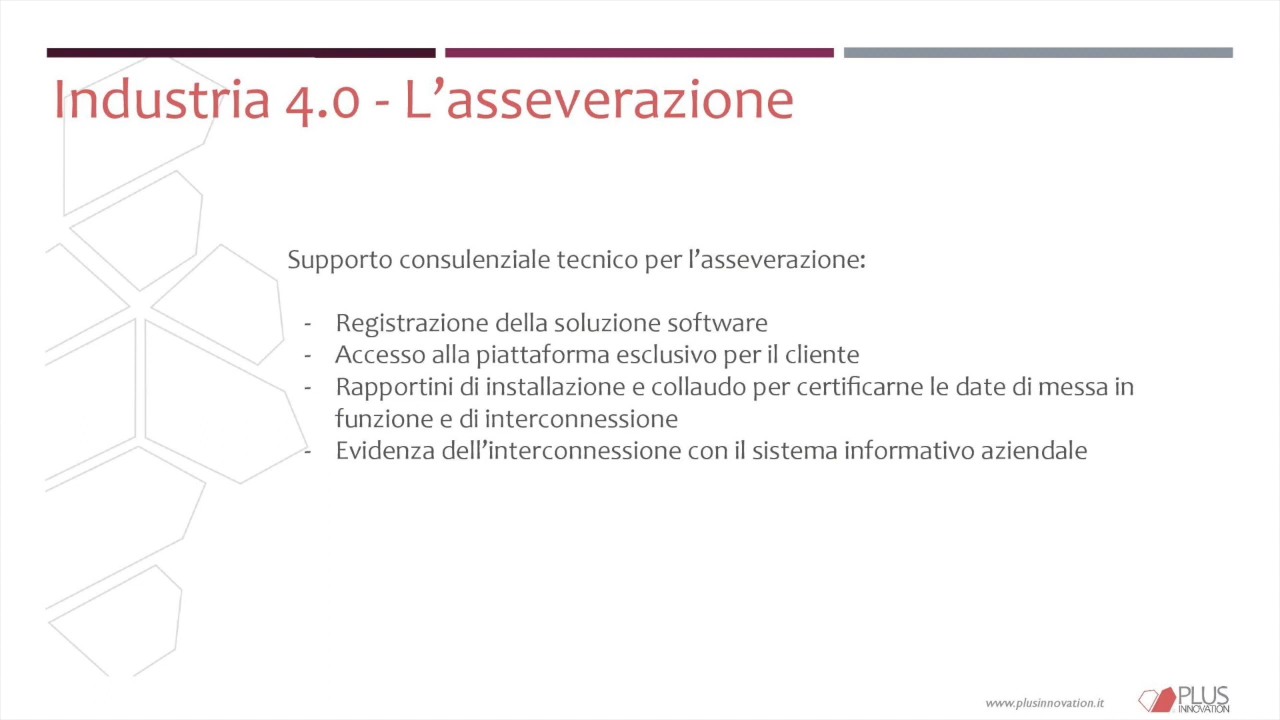 Industria 4.0 - L’asseverazione
Supporto consulenziale tecnico per l’asseverazione:
- Registrazione della soluzione software
- Accesso alla piattaforma esclusivo per il cliente
- Rapportini di installazione e collaudo per certificarne le date di messa in
funzione e di interconnessione
- Evidenza dell’interconnessione con il sistema informativo aziendale
www.plusinnovation.it
PLUS
INNOVATION